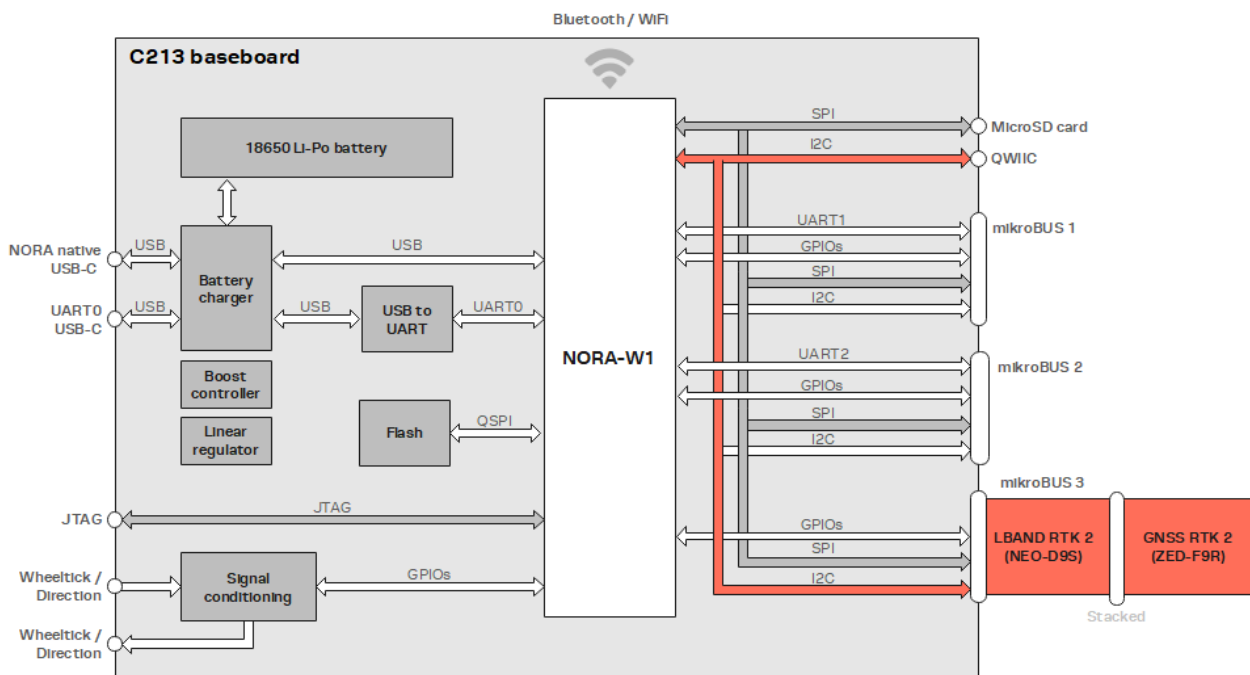 Bluetooth / WiFi
C213 baseboard
18650 Li-Po battery
NORA native
USB-C
USB
Battery
charger
USB
UART0
USB-C
USB
USB
USB to
UART
UART0
Boost
controller
Linear
regulator
Flash
QSPI
JTAG
JTAG
Wheeltick /
Direction
Signal
conditioning
GPIOs
Wheeltick /
Direction
NORA-W1
SPI
MicroSD card
I2C
QWIIC
UART1
mikroBUS 1
GPIOs
SPI
I2C
UART2
mikroBUS 2
GPIOs
SPI
I2C
mikroBUS 3
GPIOs
SPI
I2C
LBAND RTK 2
(NEO-D9S)
GNSS RTK 2
(ZED-F9R)
Stacked